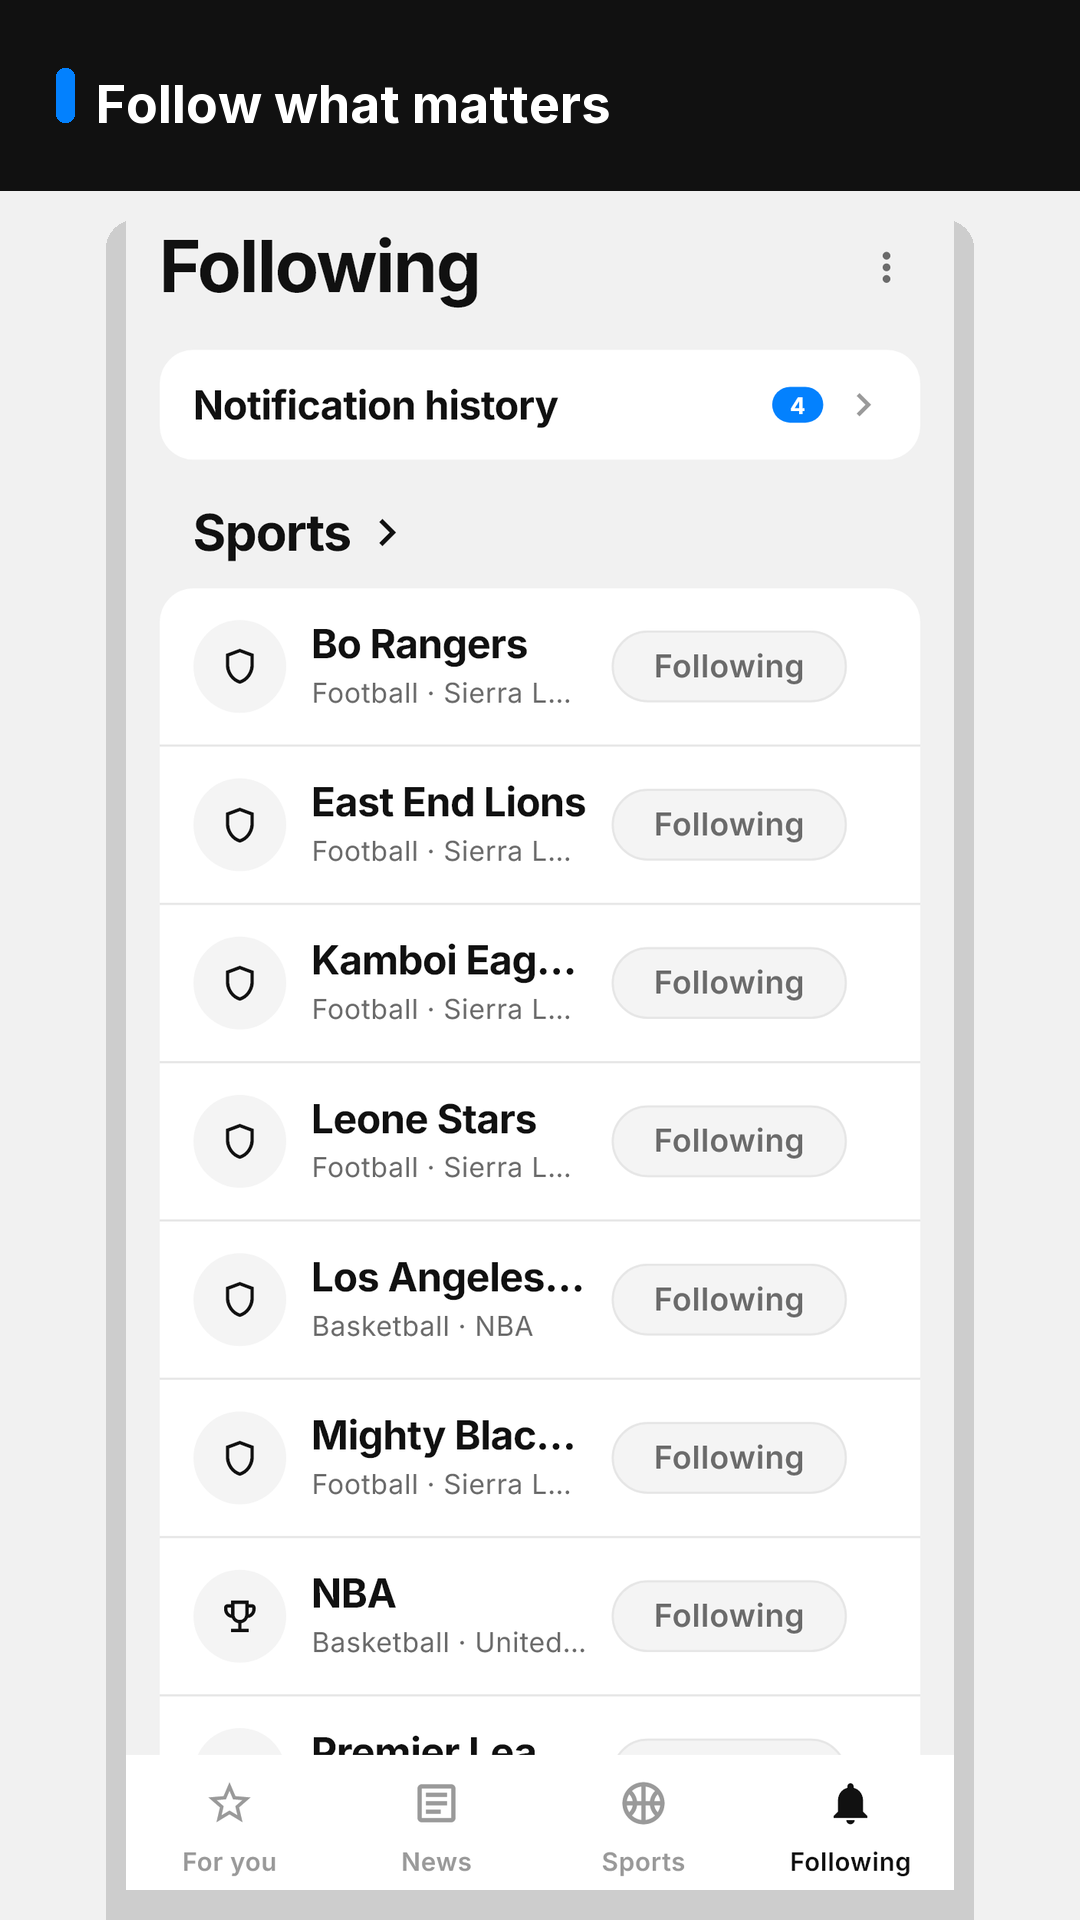 Follow what matters
Following
Notification history
4
Sports
Bo Rangers
Following
Football · Sierra L...
East End Lions
Following
Football · Sierra L...
Kamboi Eag...
Following
Football · Sierra L...
Leone Stars
Following
Football · Sierra L...
Los Angeles...
Following
Basketball · NBA
Mighty Blac...
Following
Football · Sierra L...
NBA
Following
Basketball · United...
Premier Lea
For you
News
Sports
Following